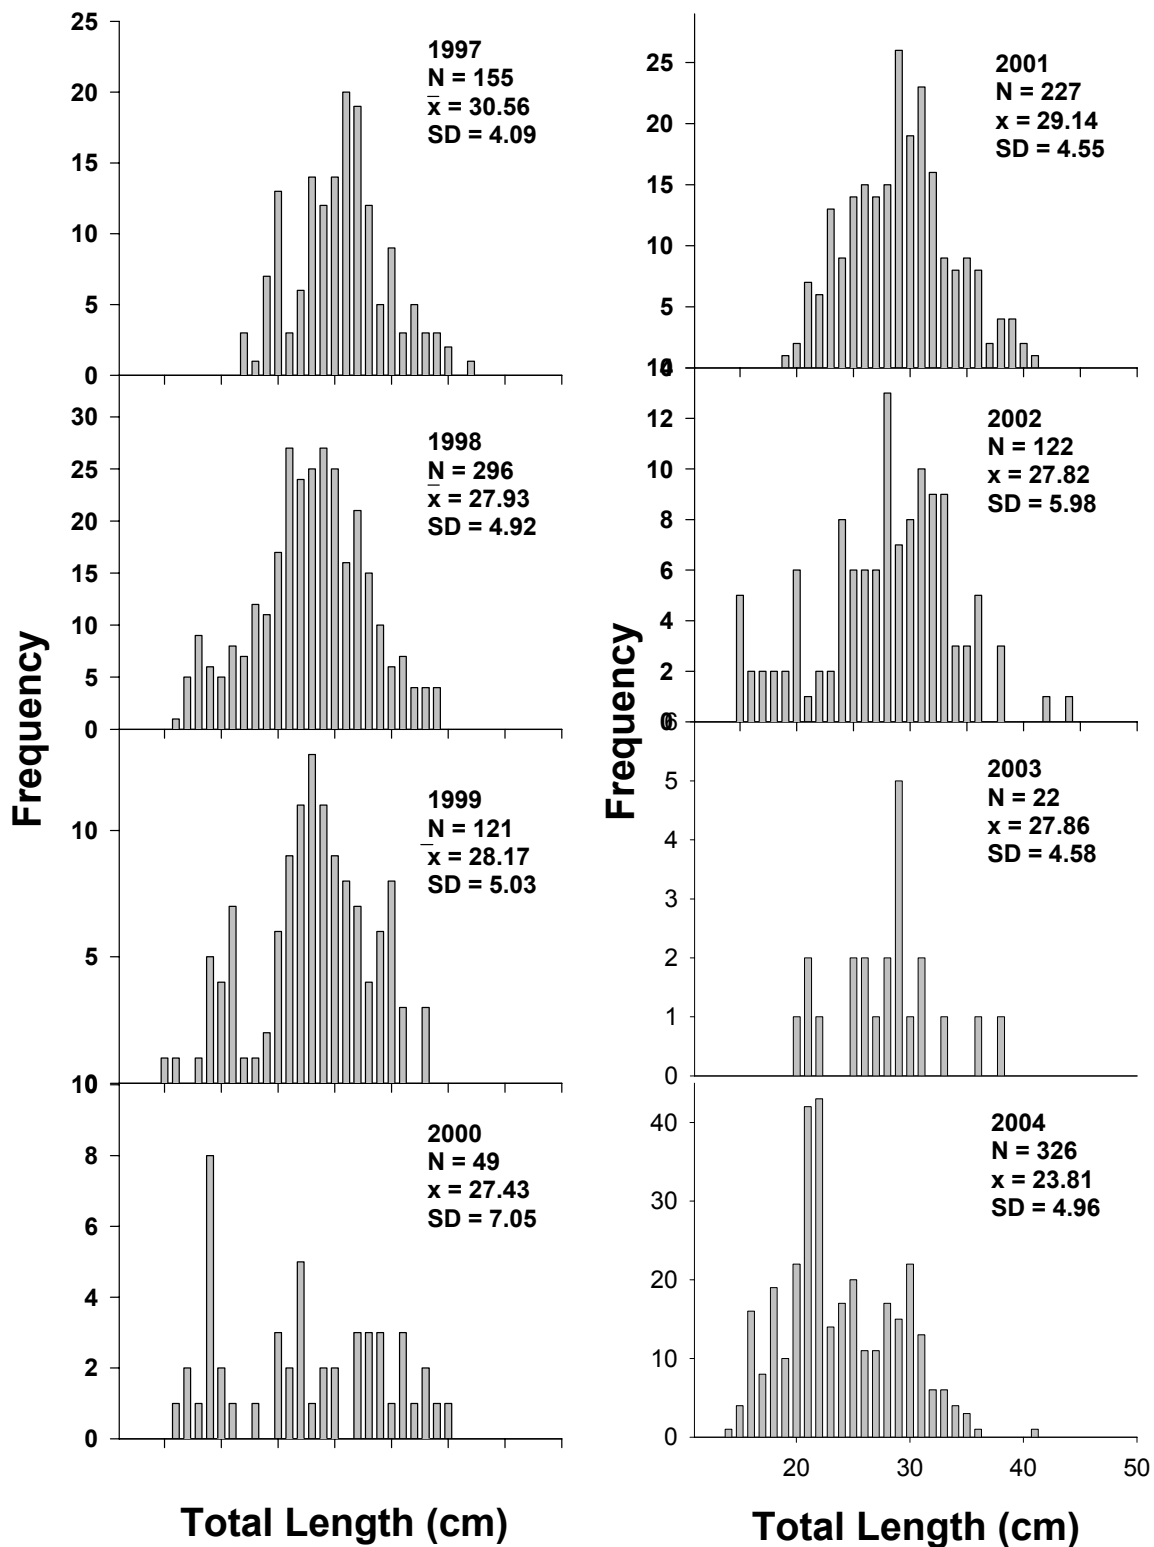 25
20
15
10
5
0
1997
N = 155
x̄ = 30.56
SD = 4.09
30
25
20
15
10
5
0
1998
N = 296
x̄ = 27.93
SD = 4.92
10
5
0
1999
N = 121
x̄ = 28.17
SD = 5.03
10
8
6
4
2
0
2000
N = 49
x = 27.43
SD = 7.05
Frequency
Total Length (cm)
25
20
15
10
5
0
2001
N = 227
x = 29.14
SD = 4.55
14
12
10
8
6
4
2
0
2002
N = 122
x = 27.82
SD = 5.98
6
5
4
3
2
1
0
2003
N = 22
x = 27.86
SD = 4.58
40
30
20
10
0
2004
N = 326
x = 23.81
SD = 4.96
20 30 40 50
Frequency
Total Length (cm)